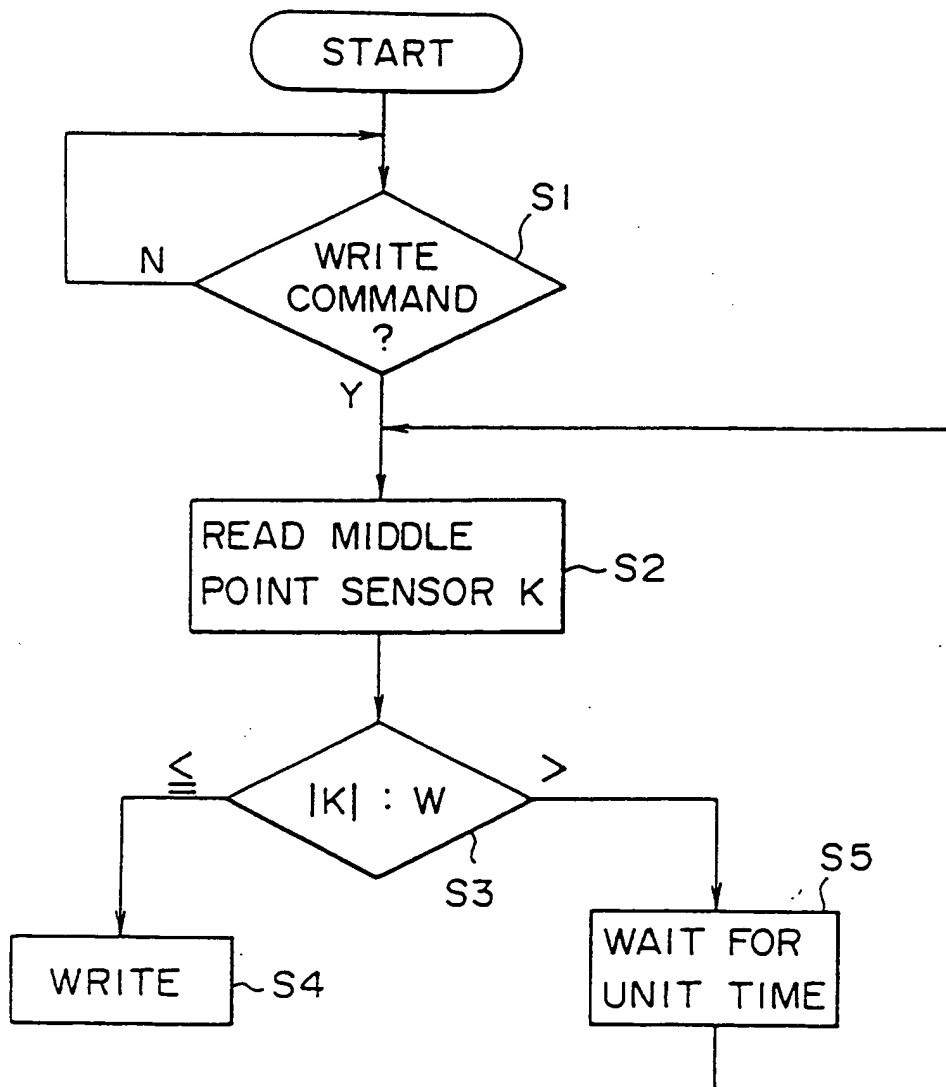 START
S1
N
WRITE
COMMAND
?
Y
READ MIDDLE
POINT SENSOR K
S2
≦
|K| : W
>
S3
S5
WRITE
S4
WAIT FOR
UNIT TIME